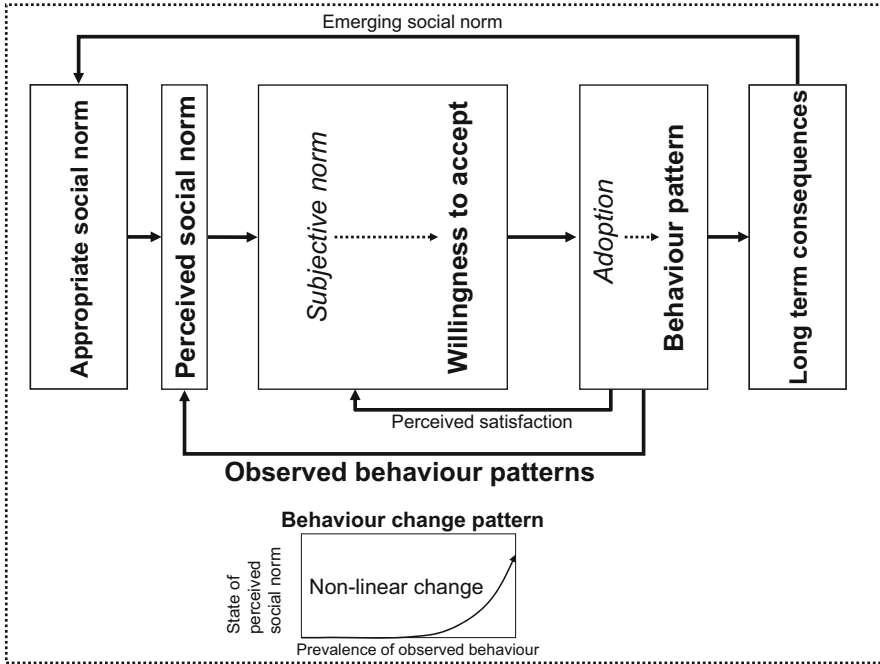 Emerging social norm
Appropriate social norm
Perceived social norm
Subjective norm
Willingness to accept
Adoption
Behaviour pattern
Long term consequences
Perceived satisfaction
Observed behaviour patterns
Behaviour change pattern
State of
perceived
social norm
Non-linear change
Prevalence of observed behaviour